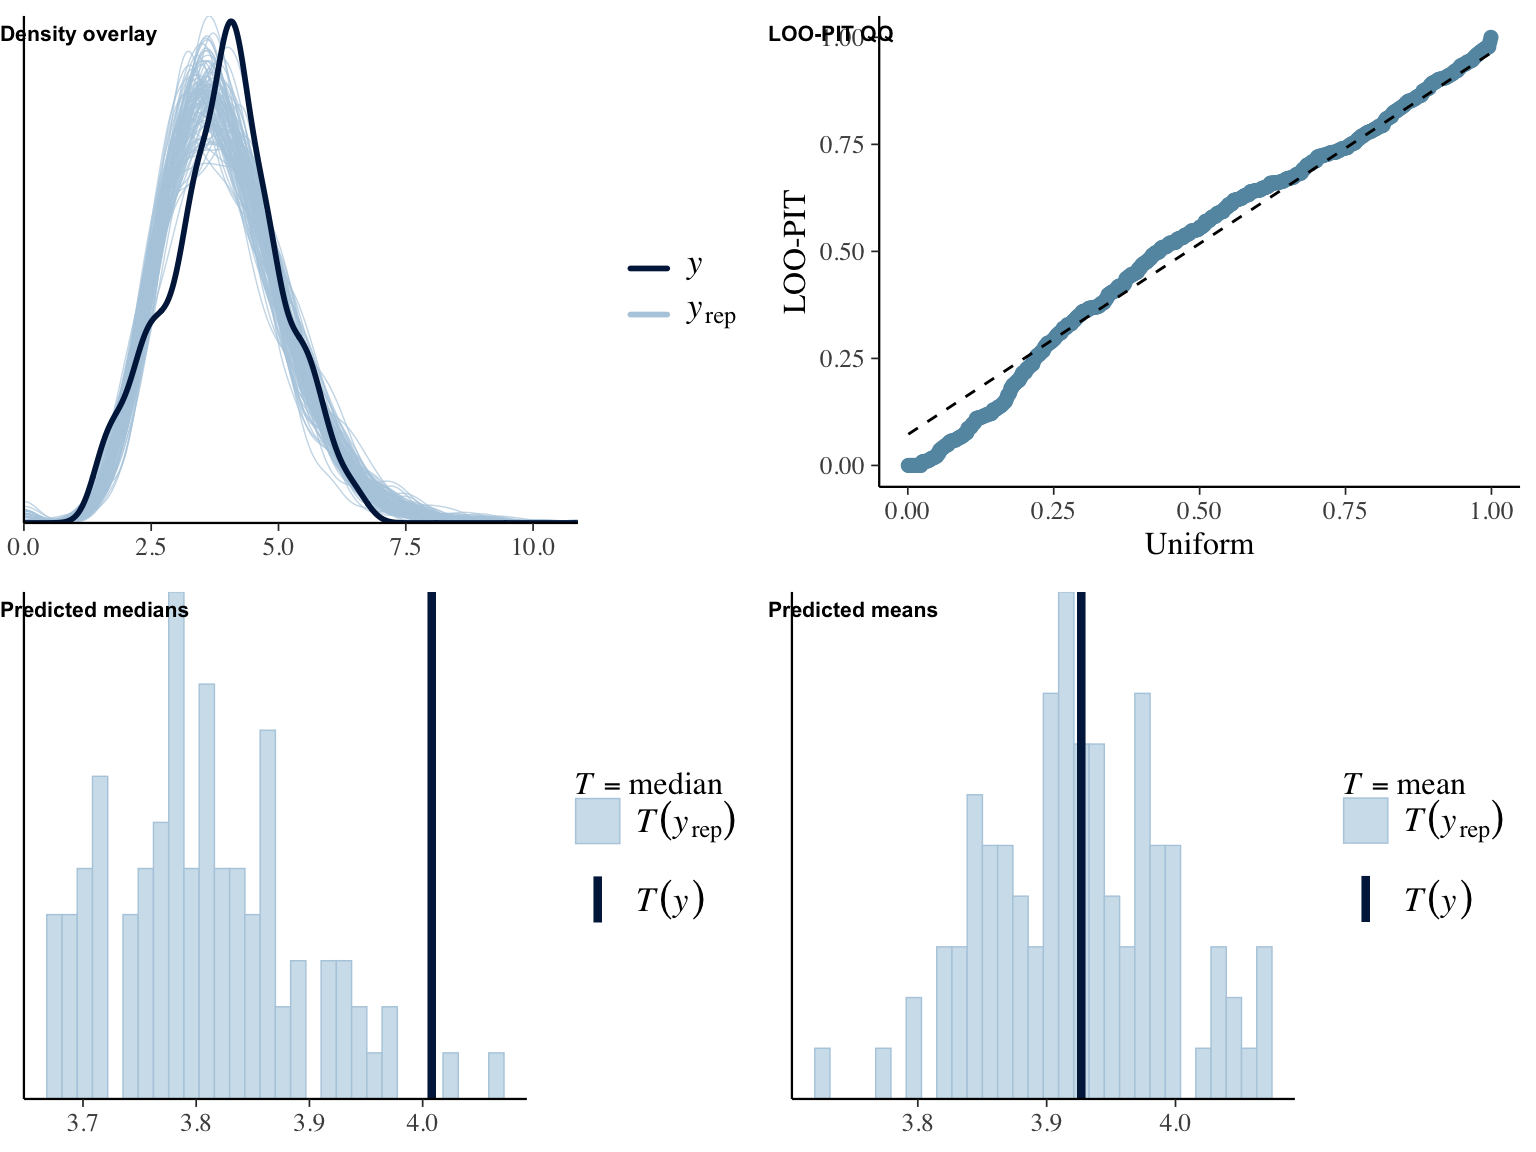 Density overlay
y
yrep
0.0 2.5 5.0 7.5 10.0
LOO-PIT QQ
1.00
0.75
0.50
0.25
0.00
LOO-PIT
0.00 0.25 0.50 0.75 1.00
Uniform
Predicted medians
T = median
T(yrep)
T(y)
3.7 3.8 3.9 4.0
Predicted means
T = mean
T(yrep)
T(y)
3.8 3.9 4.0